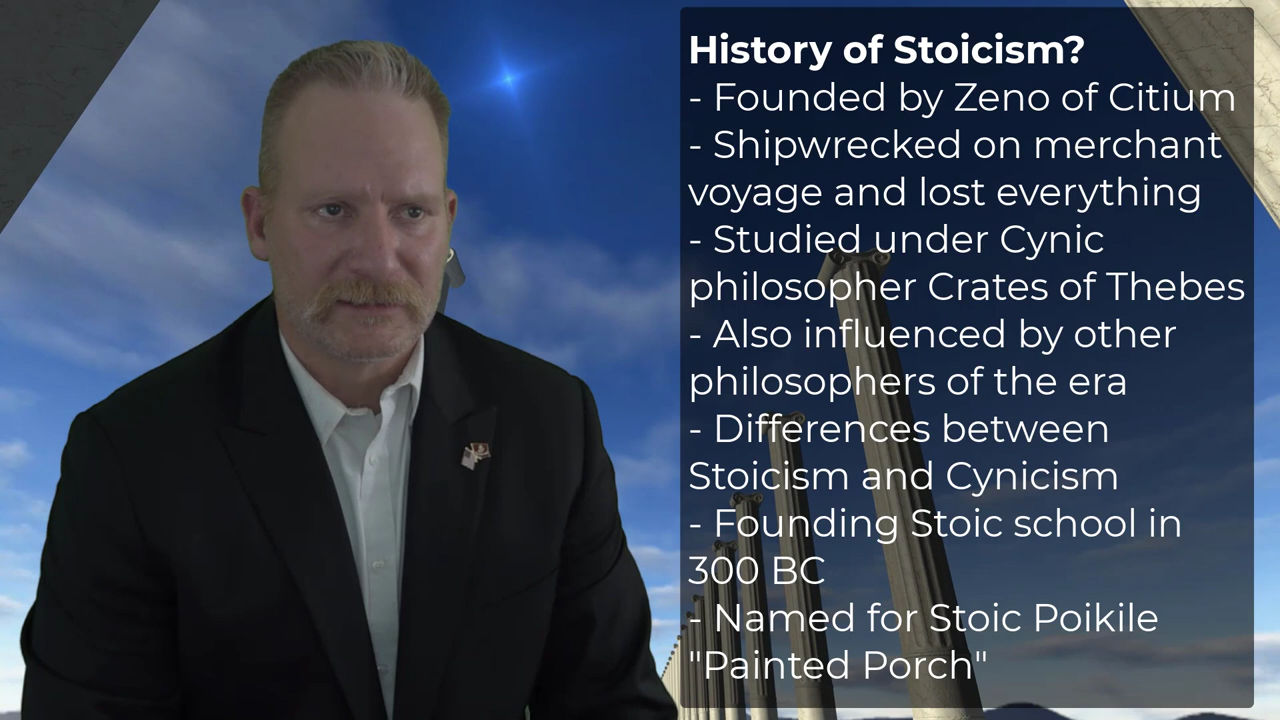 History of Stoicism?
- Founded by Zeno of Citium
- Shipwrecked on merchant
voyage and lost everything
- Studied under Cynic
philosopher Crates of Thebes
- Also influenced by other
philosophers of the era
- Differences between
Stoicism and Cynicism
- Founding Stoic school in
300 BC
- Named for Stoic Poikile
"Painted Porch"